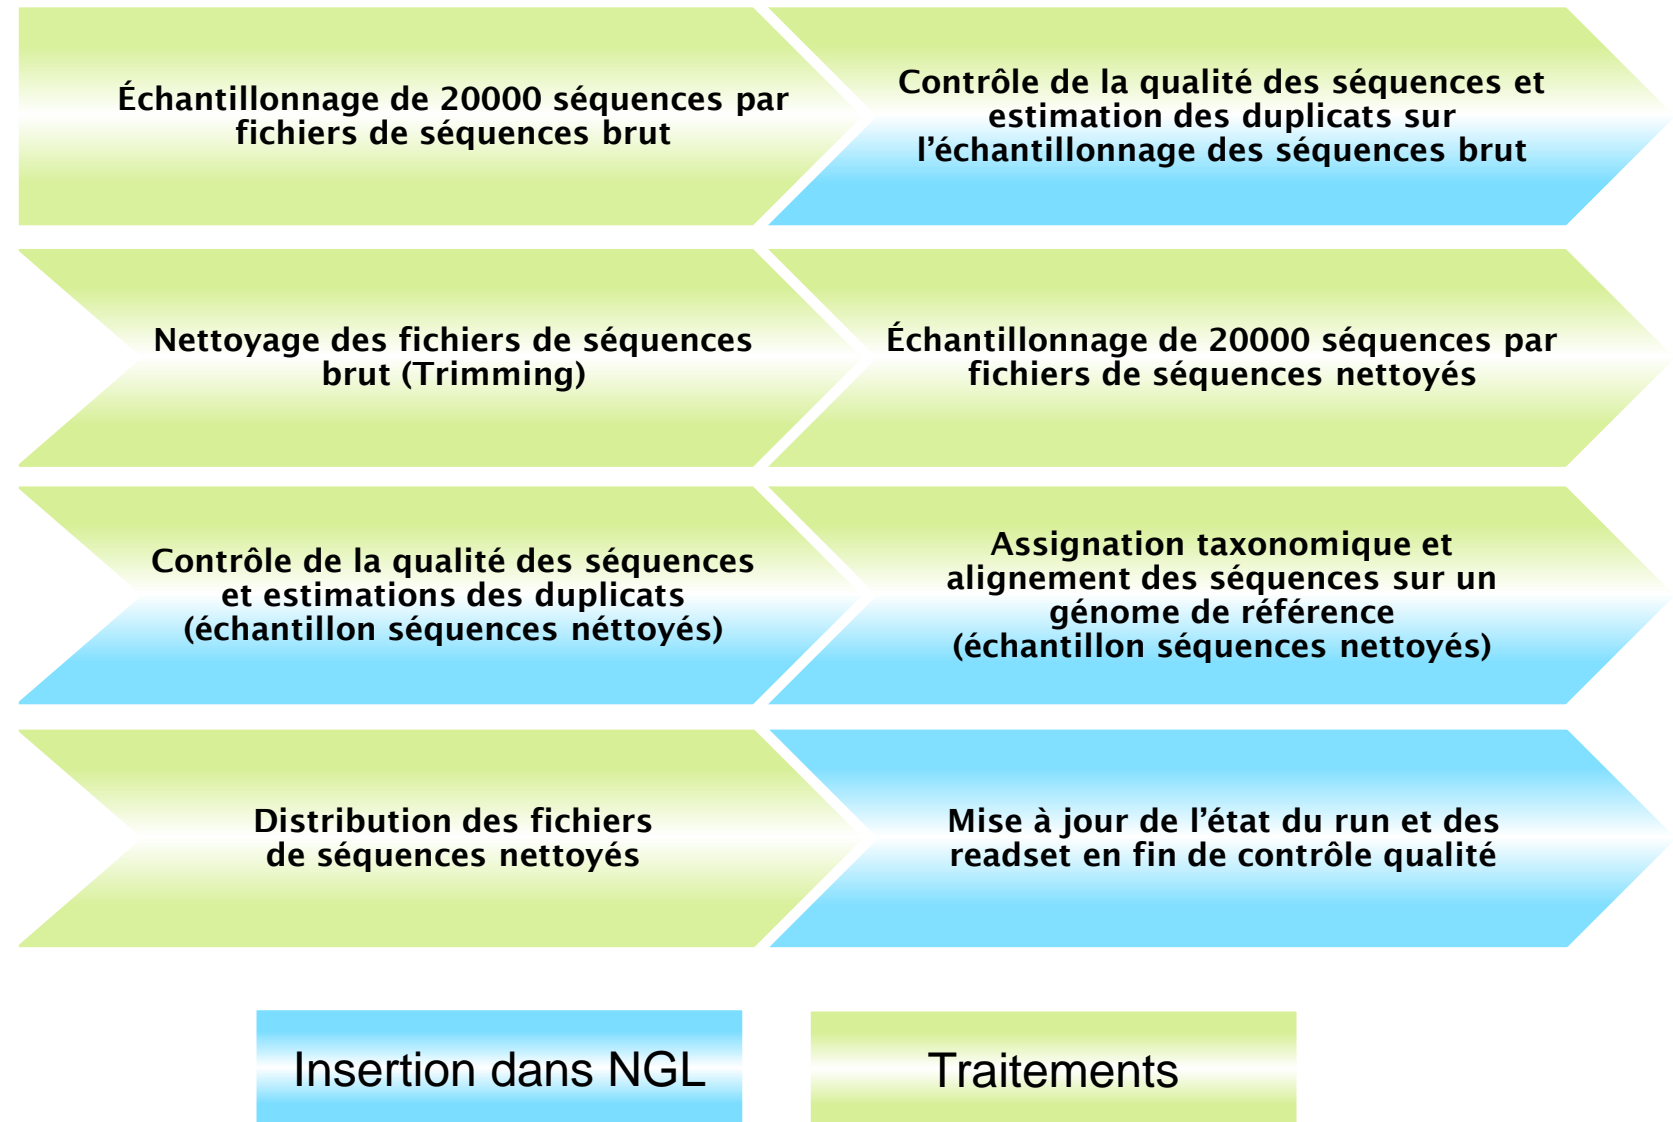 Échantillonnage de 20000 séquences par
fichiers de séquences brut
Contrôle de la qualité des séquences et
estimation des duplicats sur
l’échantillonnage des séquences brut
Nettoyage des fichiers de séquences
brut (Trimming)
Échantillonnage de 20000 séquences par
fichiers de séquences nettoyés
Contrôle de la qualité des séquences
et estimations des duplicats
(échantillon séquences néttoyés)
Assignation taxonomique et
alignement des séquences sur un
génome de référence
(échantillon séquences nettoyés)
Distribution des fichiers
de séquences nettoyés
Mise à jour de l’état du run et des
readset en fin de contrôle qualité
Insertion dans NGL
Traitements